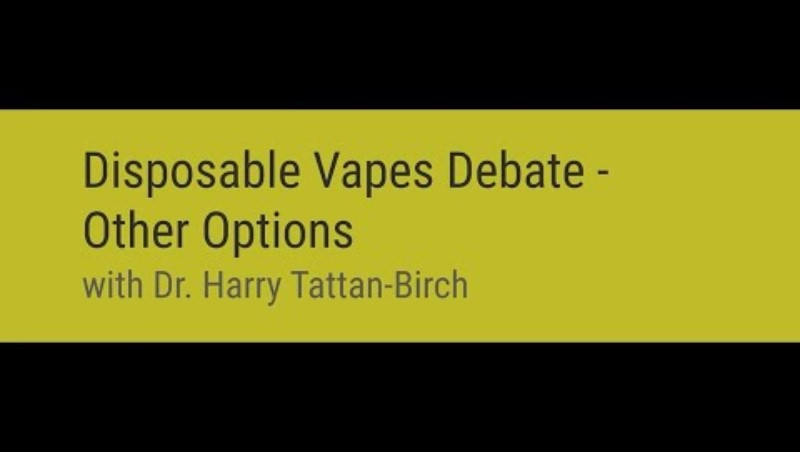 Disposable Vapes Debate -
Other Options
with Dr. Harry Tattan-Birch